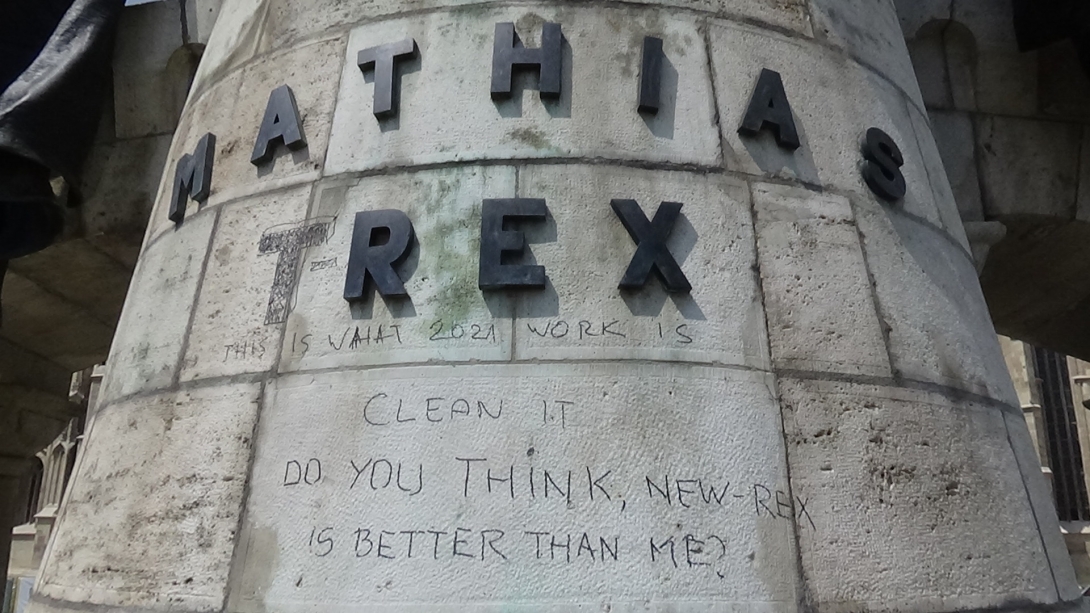 MATHIAS
T-REX
THIS IS WHAT 2021 WORK IS
CLEAN IT
DO YOU THINK, NEW-REX
IS BETTER THAN ME?